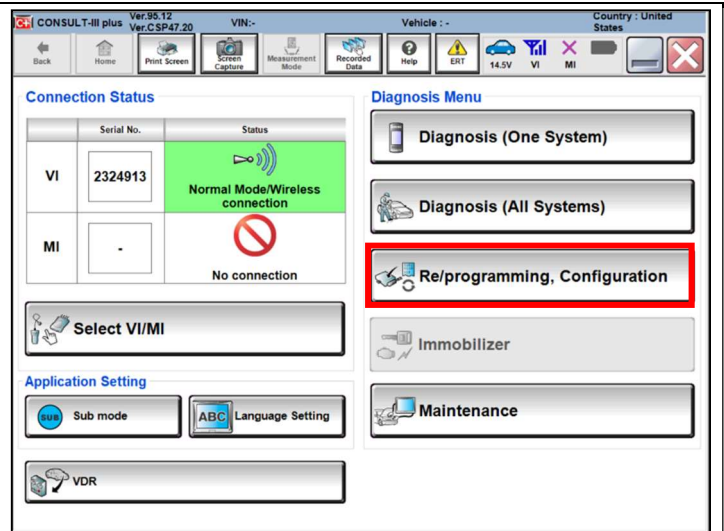 C+ CONSULT-III plus Ver.95.12 VIN:- Vehicle : - Country : United
Ver.CSP47.20 States
Back Home Print Screen Screen Capture Measurement Mode Recorded Data Help ERT 14.5V VI MI
Connection Status
Serial No. Status
VI 2324913 Normal Mode/Wireless
connection
MI - No connection
Select VI/MI
Application Setting
SUB Sub mode ABC Language Setting
VDR
Diagnosis Menu
Diagnosis (One System)
Diagnosis (All Systems)
Re/programming, Configuration
Immobilizer
Maintenance